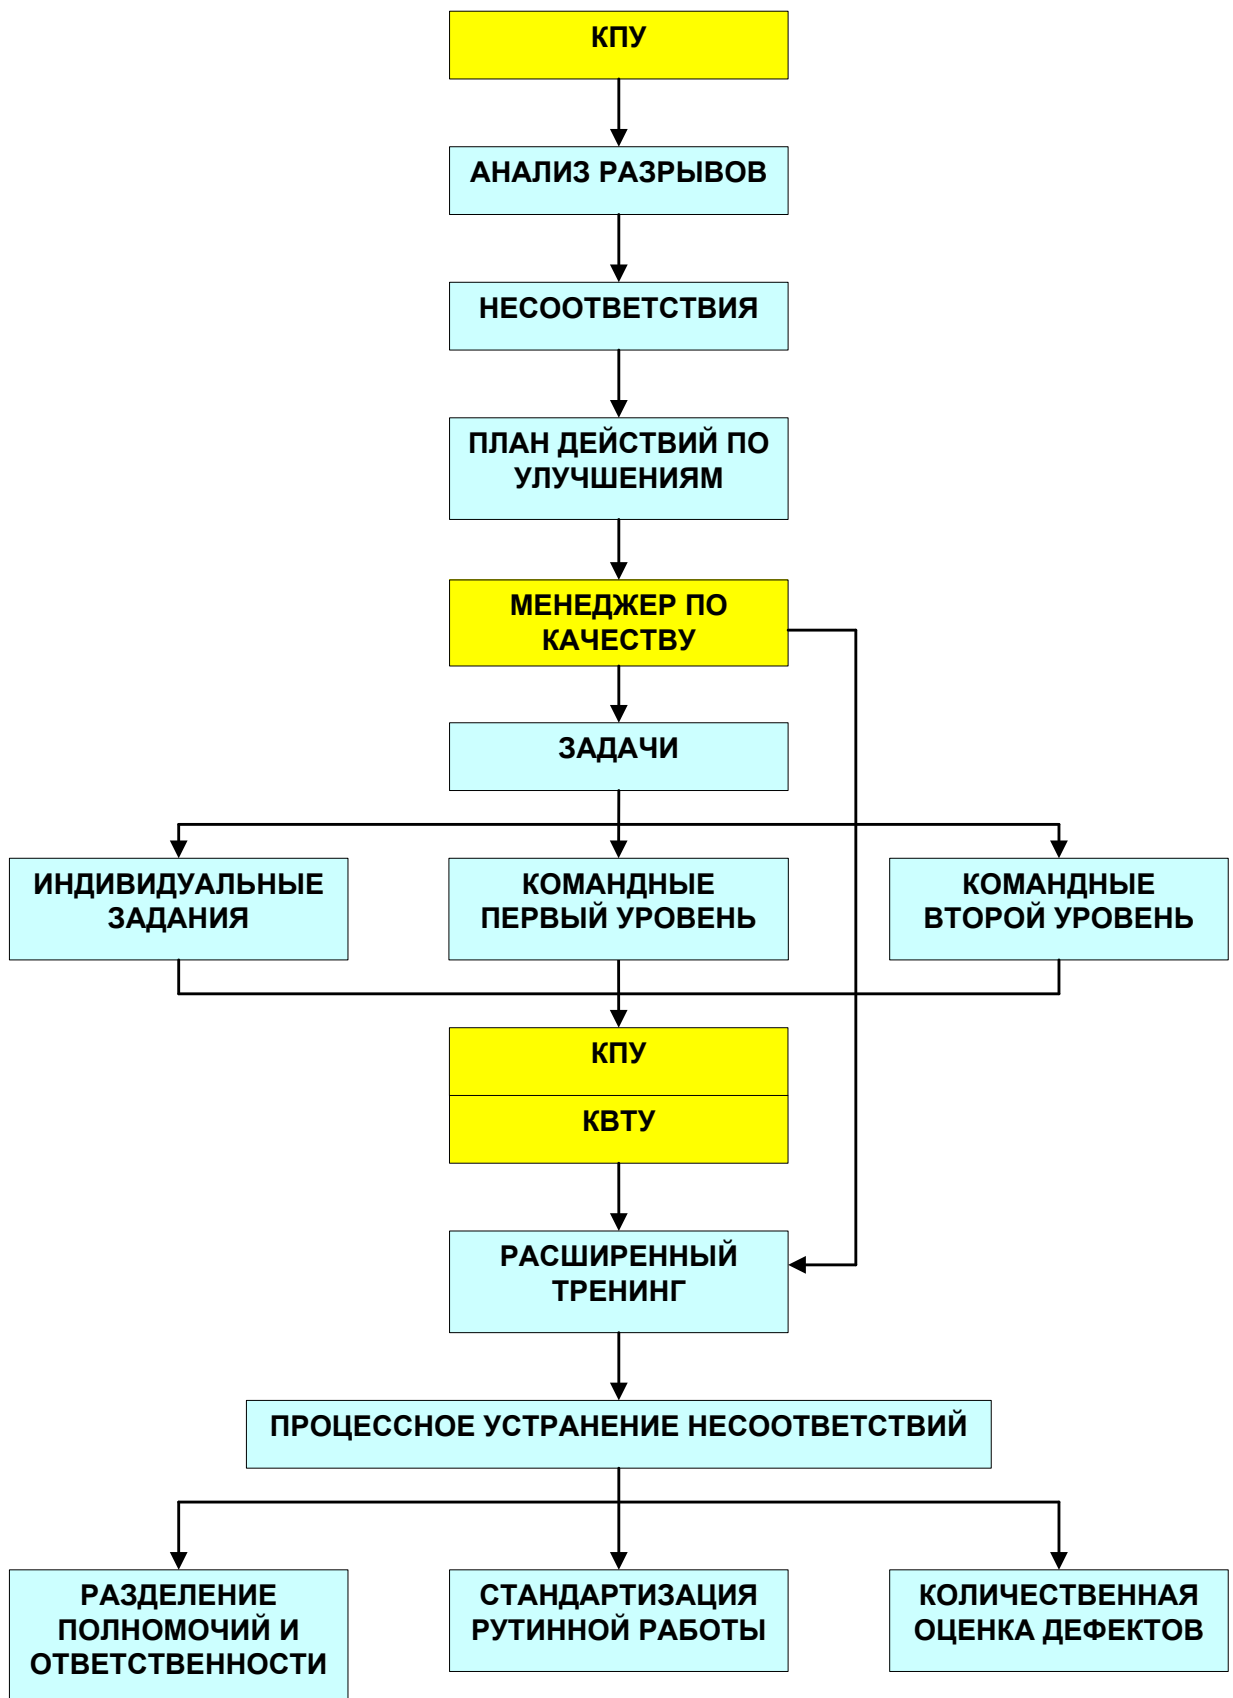 КПУ
АНАЛИЗ РАЗРЫВОВ
НЕСООТВЕТСТВИЯ
ПЛАН ДЕЙСТВИЙ ПО
УЛУЧШЕНИЯМ
МЕНЕДЖЕР ПО
КАЧЕСТВУ
ЗАДАЧИ
ИНДИВИДУАЛЬНЫЕ
ЗАДАНИЯ
КОМАНДНЫЕ
ПЕРВЫЙ УРОВЕНЬ
КОМАНДНЫЕ
ВТОРОЙ УРОВЕНЬ
КПУ
КВТУ
РАСШИРЕННЫЙ
ТРЕНИНГ
ПРОЦЕССНОЕ УСТРАНЕНИЕ НЕСООТВЕТСТВИЙ
РАЗДЕЛЕНИЕ
ПОЛНОМОЧИЙ И
ОТВЕТСТВЕННОСТИ
СТАНДАРТИЗАЦИЯ
РУТИННОЙ РАБОТЫ
КОЛИЧЕСТВЕННАЯ
ОЦЕНКА ДЕФЕКТОВ